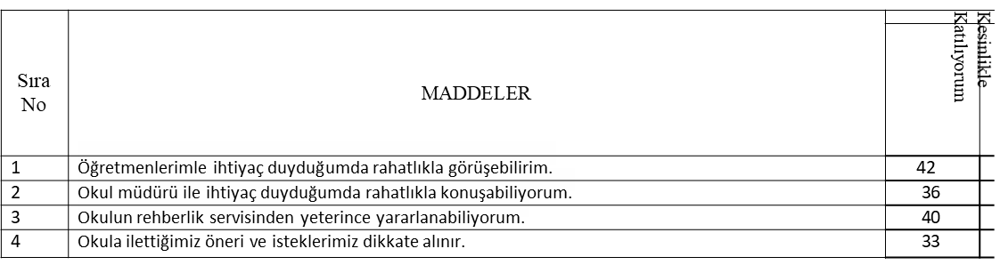 Kesinlikle
Katılıyorum
Sıra
No
MADDELER
1 Öğretmenlerimle ihtiyaç duyduğumda rahatlıkla görüşebilirim. 42
2 Okul müdürü ile ihtiyaç duyduğumda rahatlıkla konuşabiliyorum. 36
3 Okulun rehberlik servisinden yeterince yararlanabiliyorum. 40
4 Okula ilettiğimiz öneri ve isteklerimiz dikkate alınır. 33